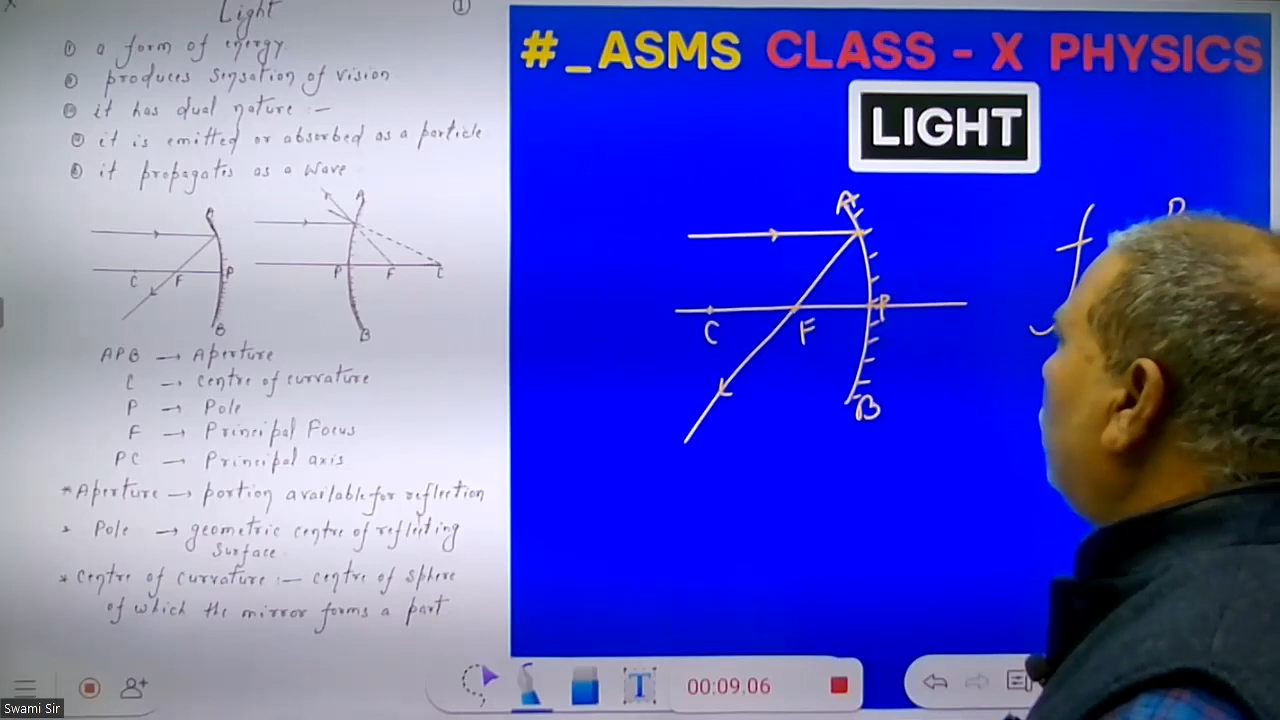 Light ①
① a form of energy
② produces sensation of vision
③ it has dual nature :—
④ it is emitted or absorbed as a particle
⑤ it propagates as a wave
A A
C F P P F C
B B
APB → Aperture
C → centre of curvature
P → Pole
F → Principal Focus
PC → Principal axis
* Aperture → portion available for reflection
* Pole → geometric centre of reflecting
surface
* Centre of curvature :— centre of sphere
of which the mirror forms a part
#_ASMS CLASS - X PHYSICS
LIGHT
A
P
C F
B
f
00:09.06
T
Swami Sir